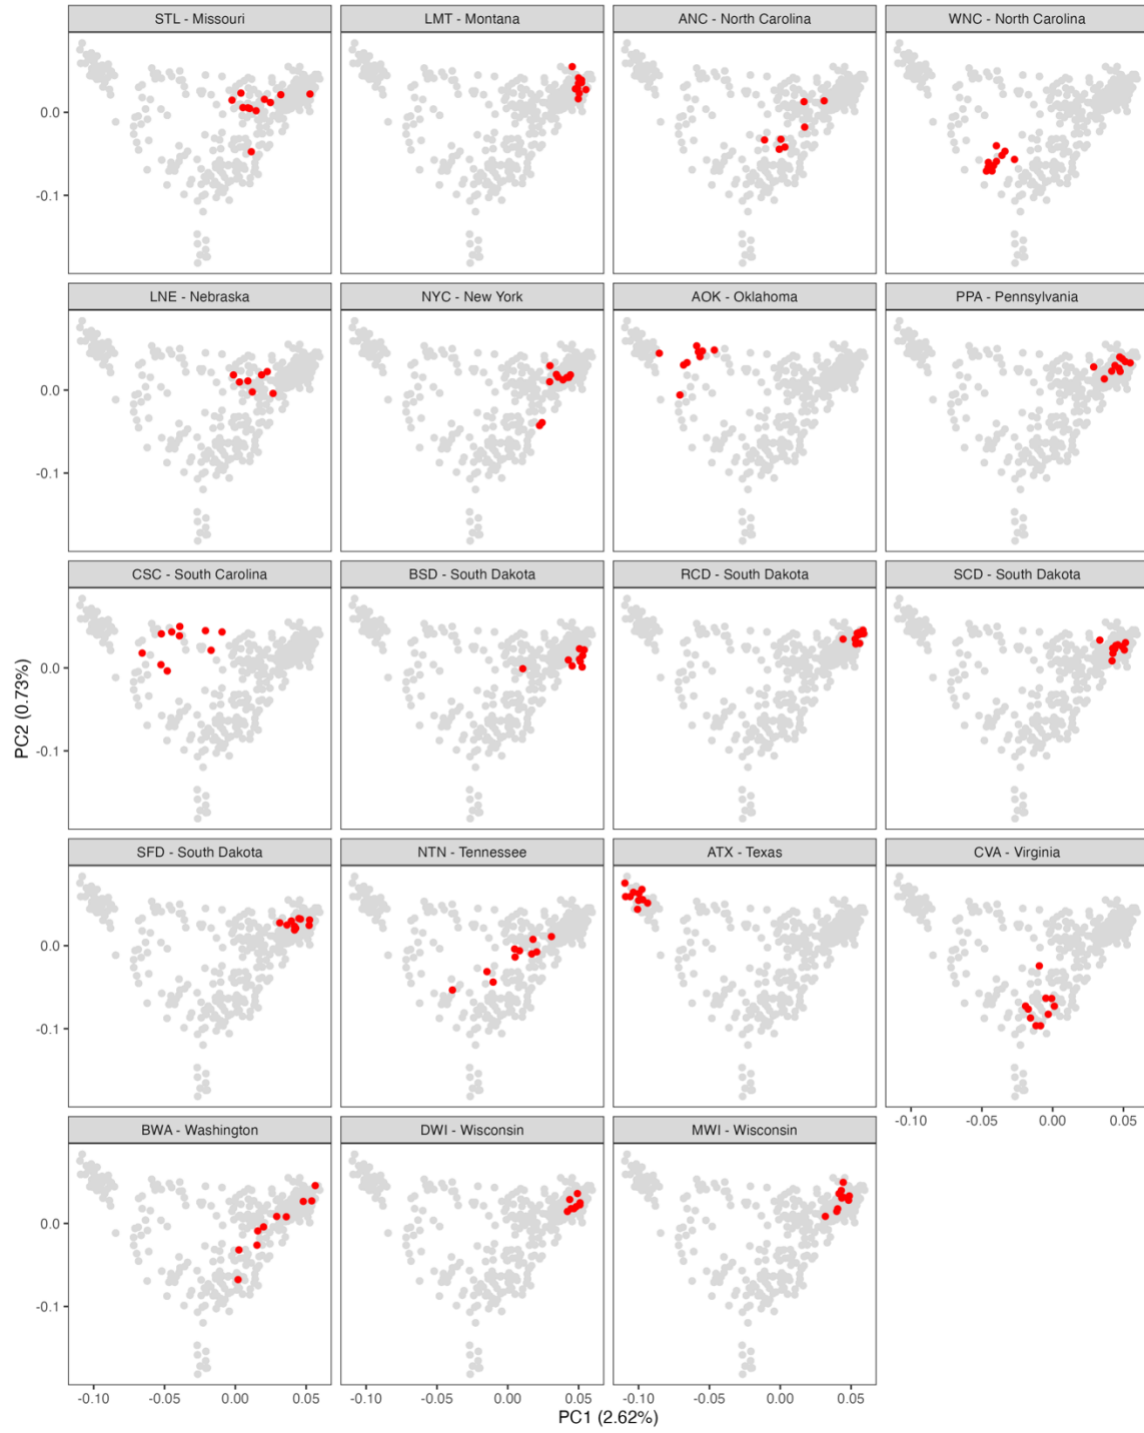 STL - Missouri
LMT - Montana
ANC - North Carolina
WNC - North Carolina
0.0
-0.1
LNE - Nebraska
NYC - New York
AOK - Oklahoma
PPA - Pennsylvania
0.0
-0.1
CSC - South Carolina
BSD - South Dakota
RCD - South Dakota
SCD - South Dakota
0.0
-0.1
PC2 (0.73%)
SFD - South Dakota
NTN - Tennessee
ATX - Texas
CVA - Virginia
0.0
-0.1
-0.10 -0.05 0.00 0.05
BWA - Washington
DWI - Wisconsin
MWI - Wisconsin
0.0
-0.1
-0.10 -0.05 0.00 0.05 -0.10 -0.05 0.00 0.05 -0.10 -0.05 0.00 0.05
PC1 (2.62%)